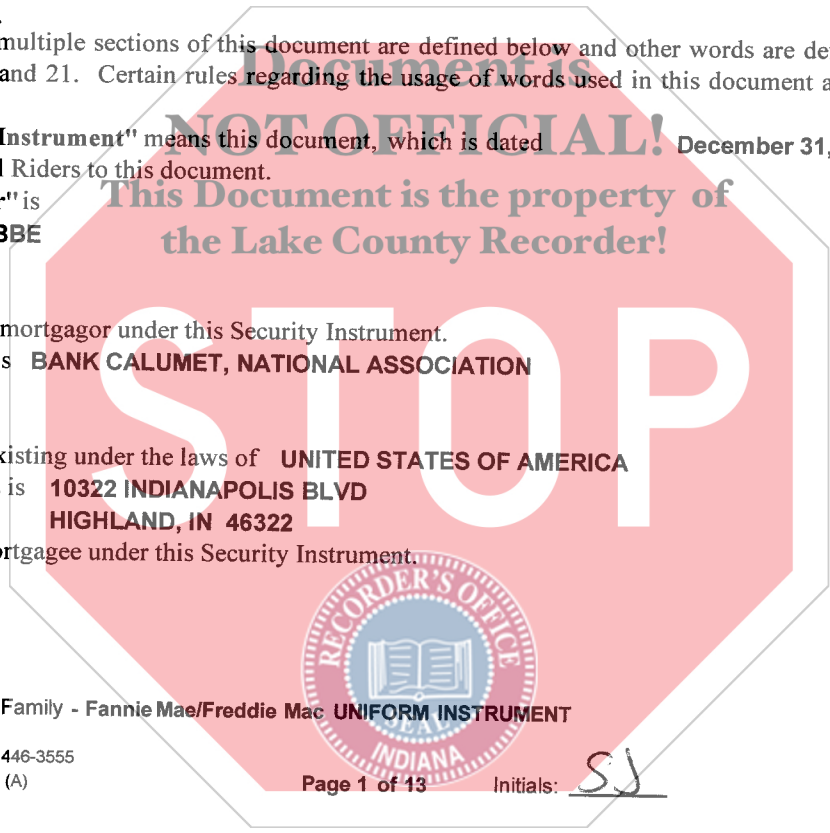 multiple sections of this document are defined below and other words are de
and 21. Certain rules regarding the usage of words used in this document a
Document is
Instrument" means this document, which is dated December 31,
NOT OFFICIAL!
Riders to this document.
This Document is the property of
r" is
BBE
the Lake County Recorder!
mortgagor under this Security Instrument.
s BANK CALUMET, NATIONAL ASSOCIATION
STOP
xisting under the laws of UNITED STATES OF AMERICA
is 10322 INDIANAPOLIS BLVD
HIGHLAND, IN 46322
ortgagee under this Security Instrument.
RECORDER'S OFFICE
SEAL
INDIANA
Family - Fannie Mae/Freddie Mac UNIFORM INSTRUMENT
446-3555
(A)
Page 1 of 13 Initials: SJ